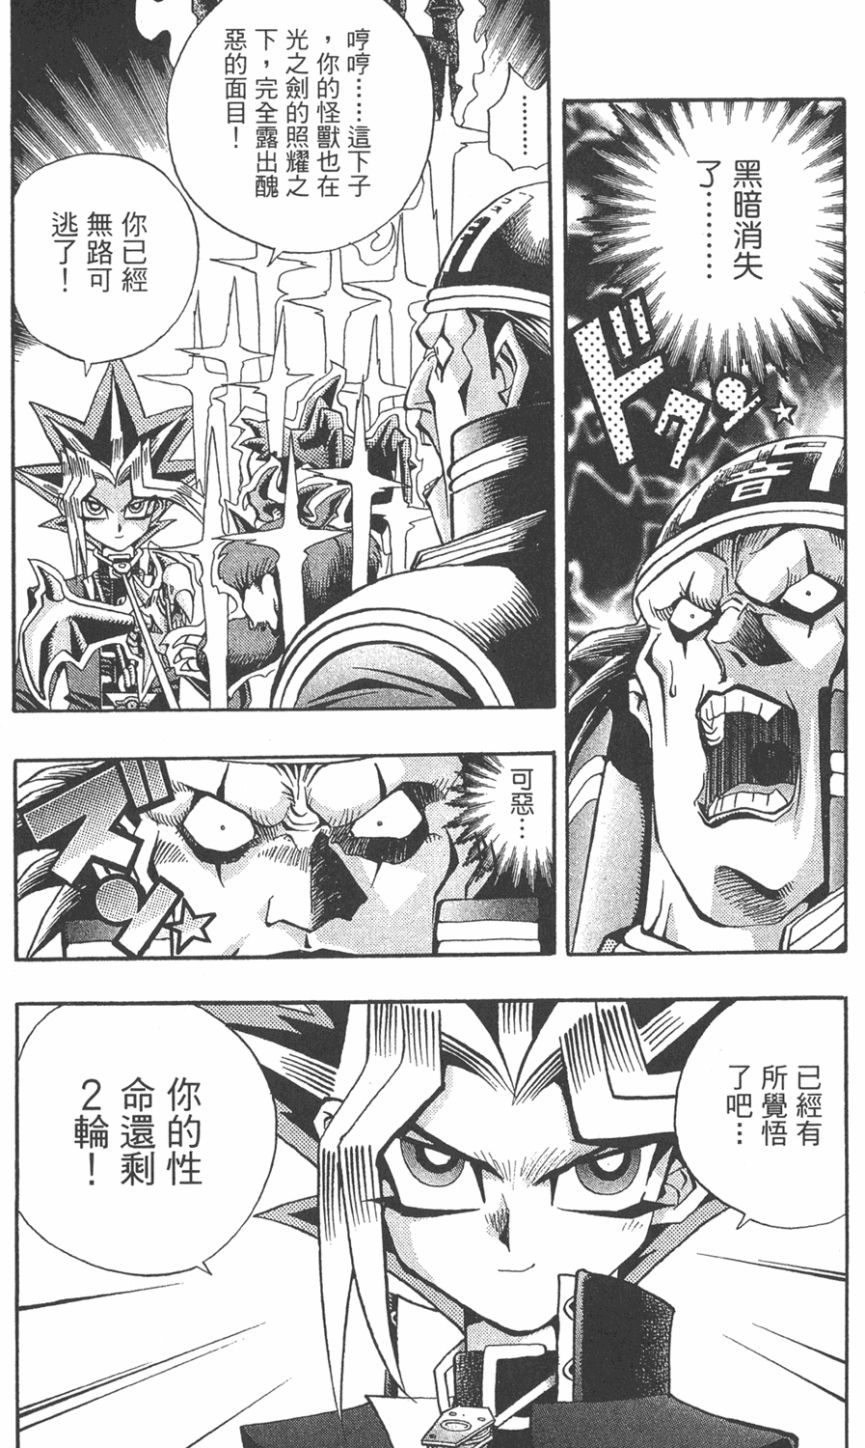 黑暗消失
了………
ドクン☆
闇
………
哼哼……這下子
，你的怪獸也在
光之劍的照耀之
下，完全露出醜
惡的面目！
你已經
無路可
逃了！
可惡…
ズズン☆
已經有
所覺悟
了吧…
你的性
命還剩
2輪！